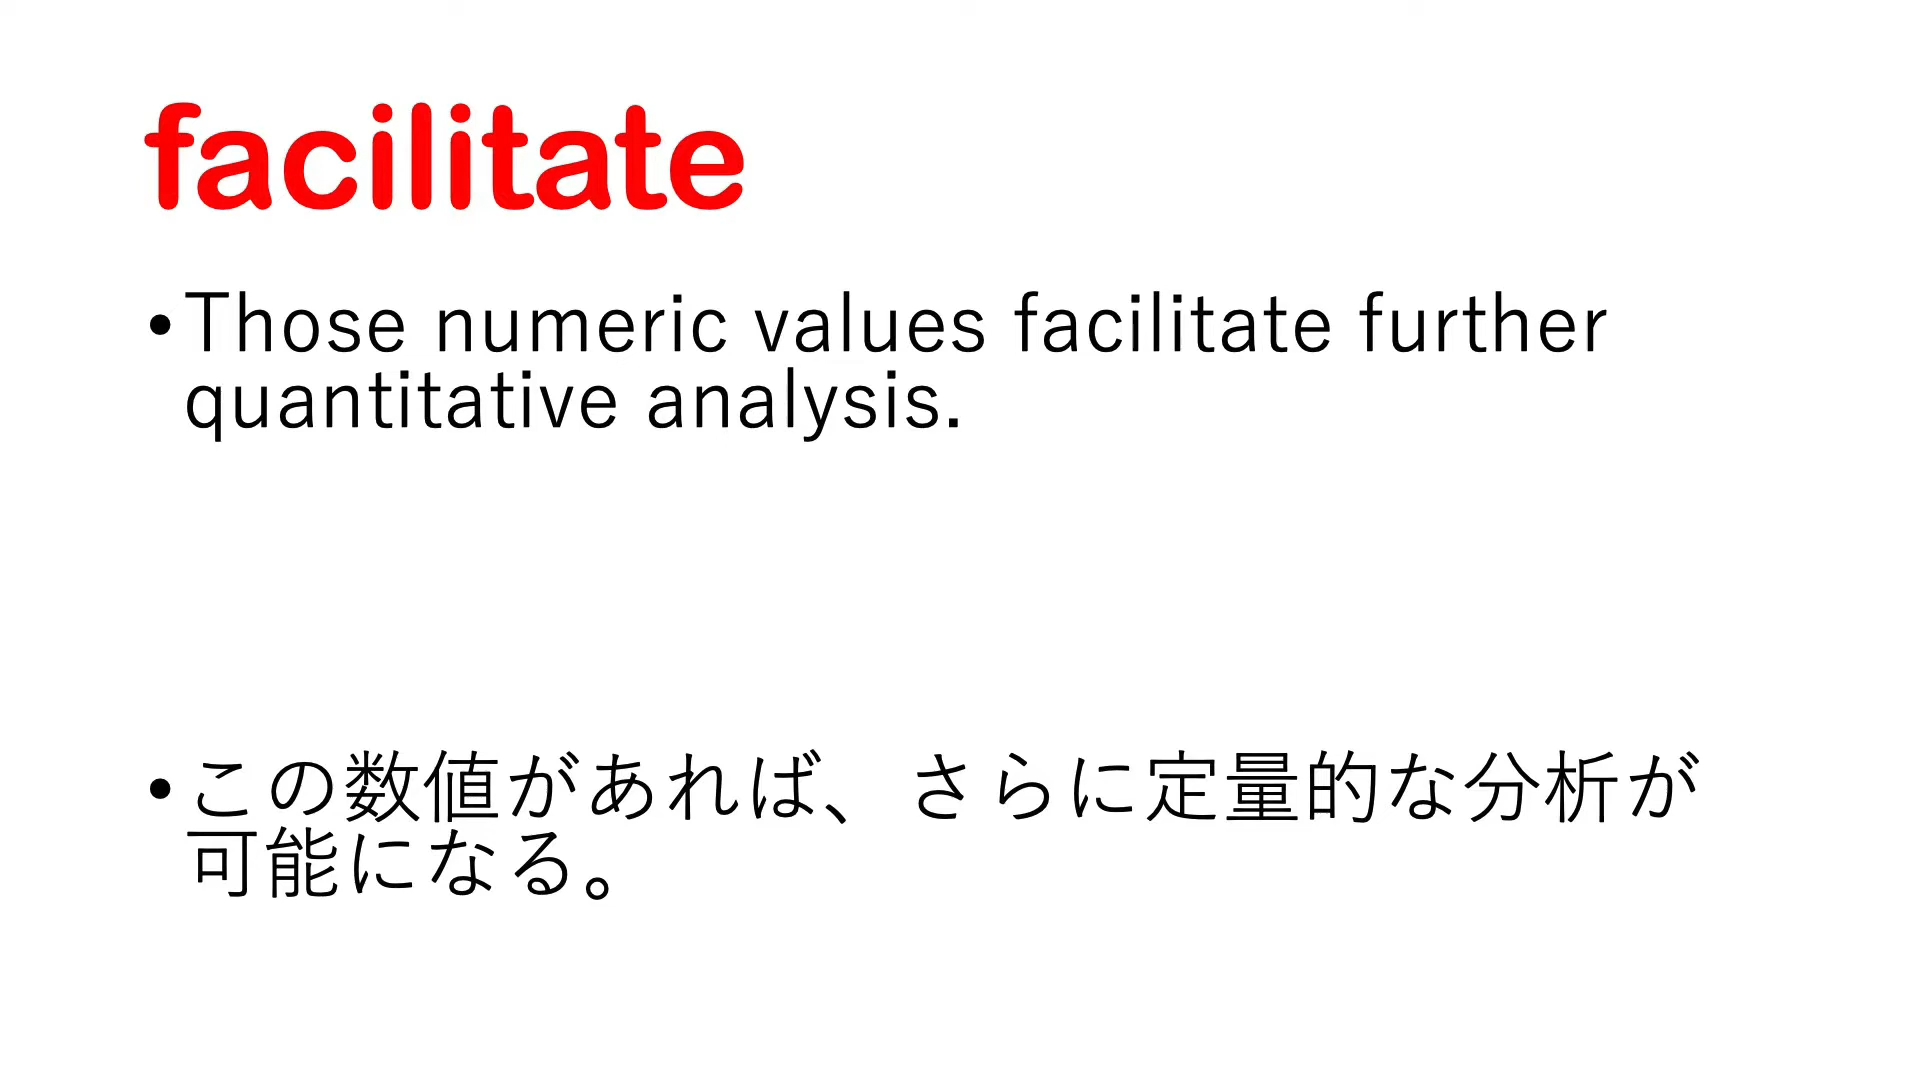 facilitate
•Those numeric values facilitate further
quantitative analysis.
•この数値があれば、さらに定量的な分析が
可能になる。